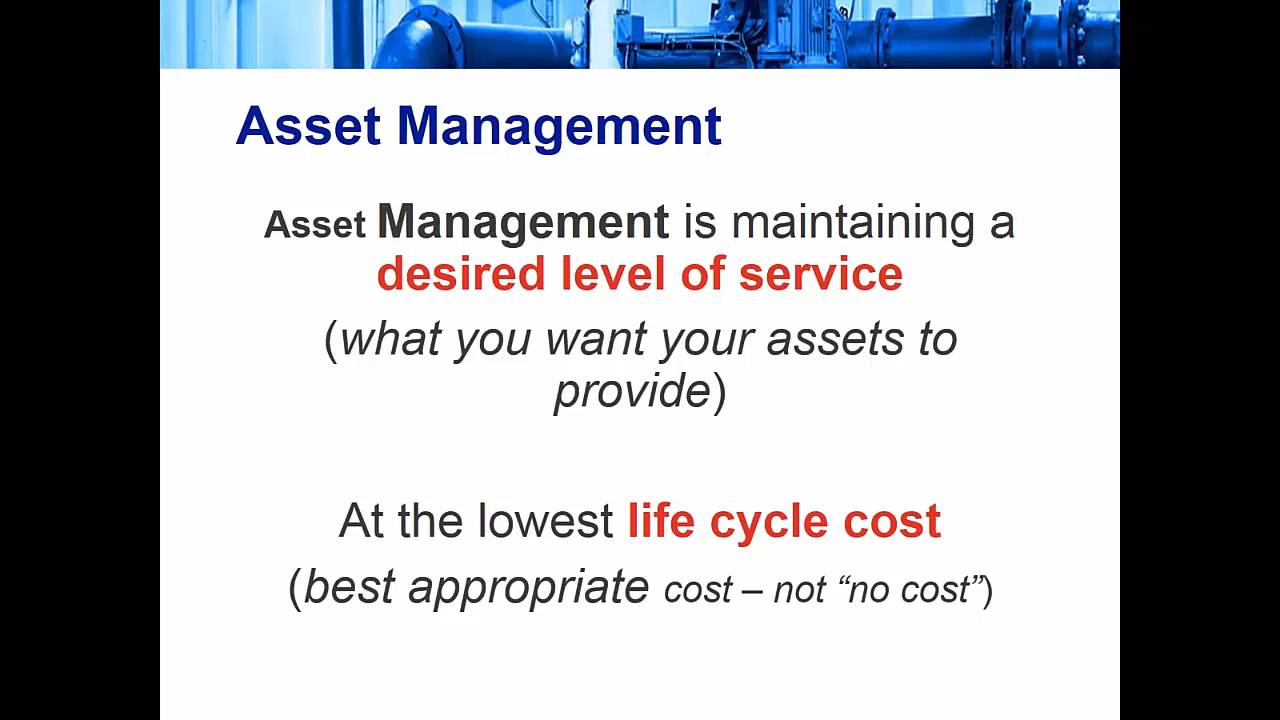 Asset Management
Asset Management is maintaining a
desired level of service
(what you want your assets to
provide)
At the lowest life cycle cost
(best appropriate cost – not “no cost”)